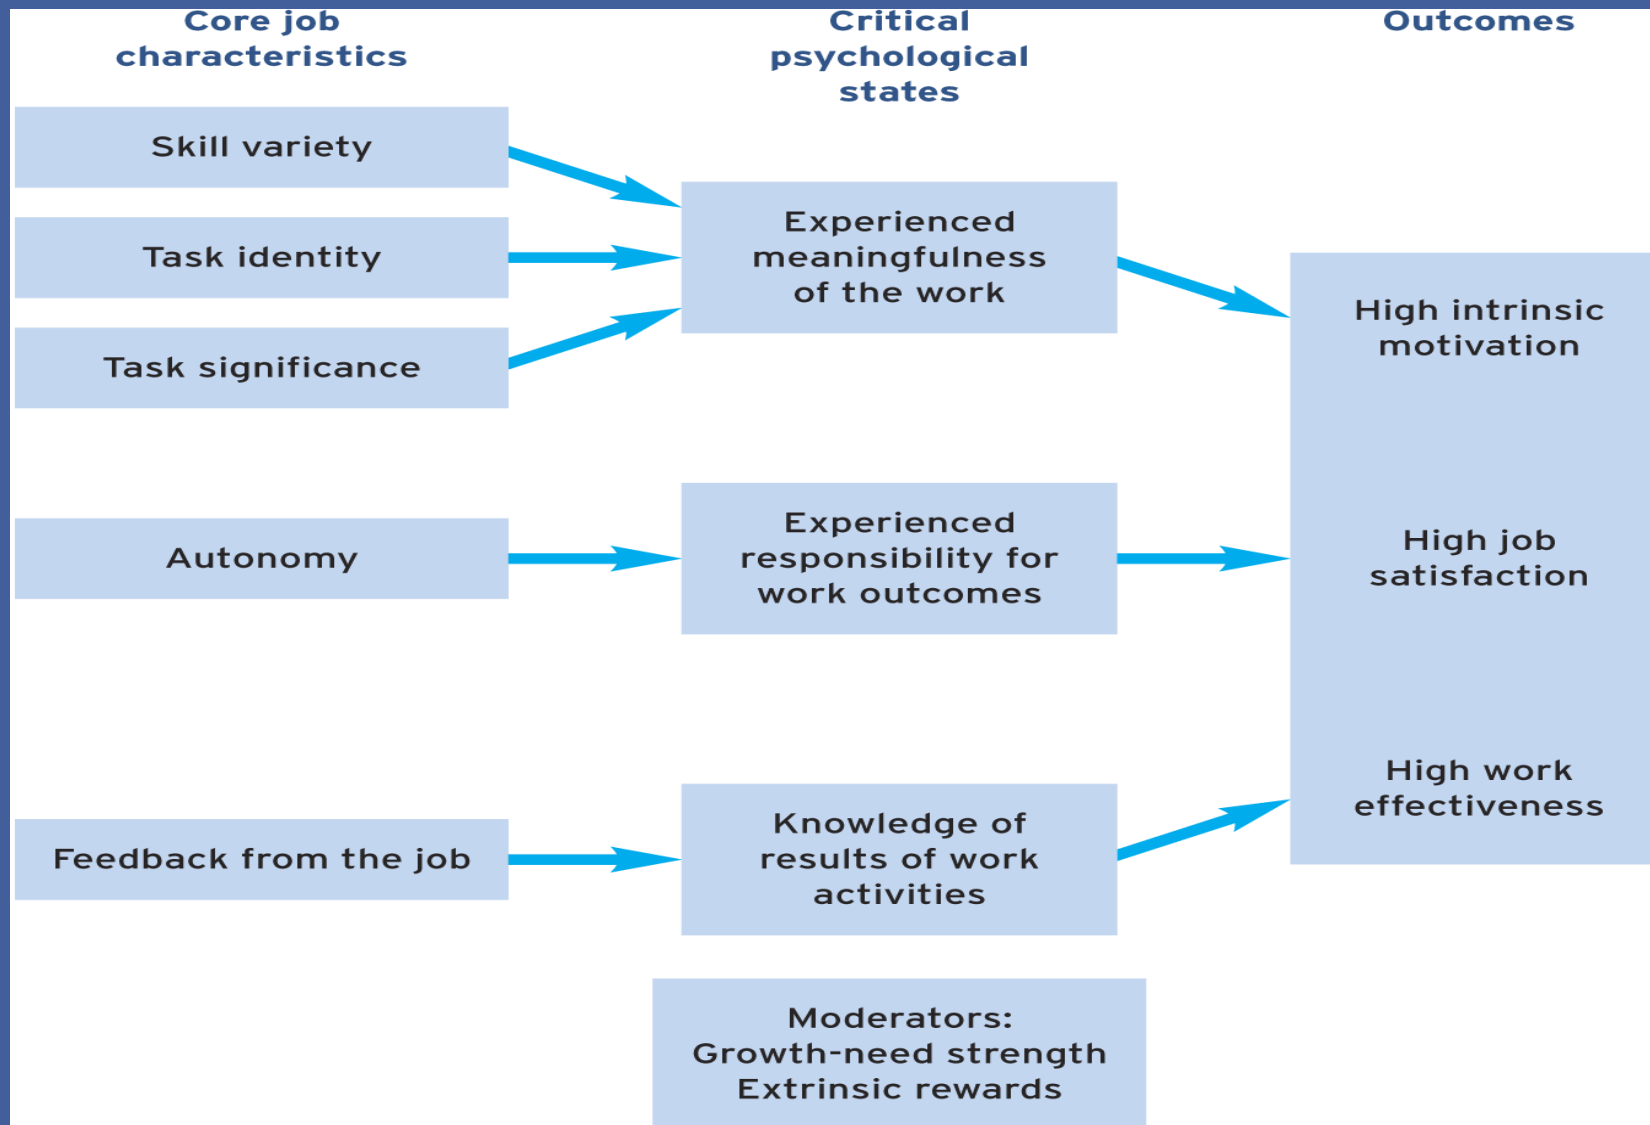 Core job
characteristics
Critical
psychological
states
Outcomes
Skill variety
Task identity
Task significance
Experienced
meaningfulness
of the work
High intrinsic
motivation
Autonomy
Experienced
responsibility for
work outcomes
High job
satisfaction
Feedback from the job
Knowledge of
results of work
activities
High work
effectiveness
Moderators:
Growth-need strength
Extrinsic rewards